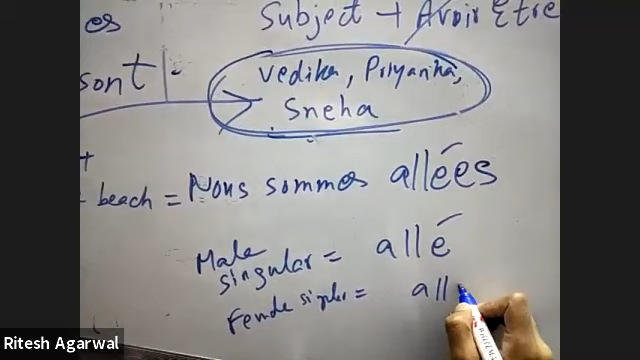 es
Subject + Avoir Être
sont
Vedika, Priyanka,
Sneha
beach = Nous sommes allées
Male
singular = allé
Female singular = all
Ritesh Agarwal